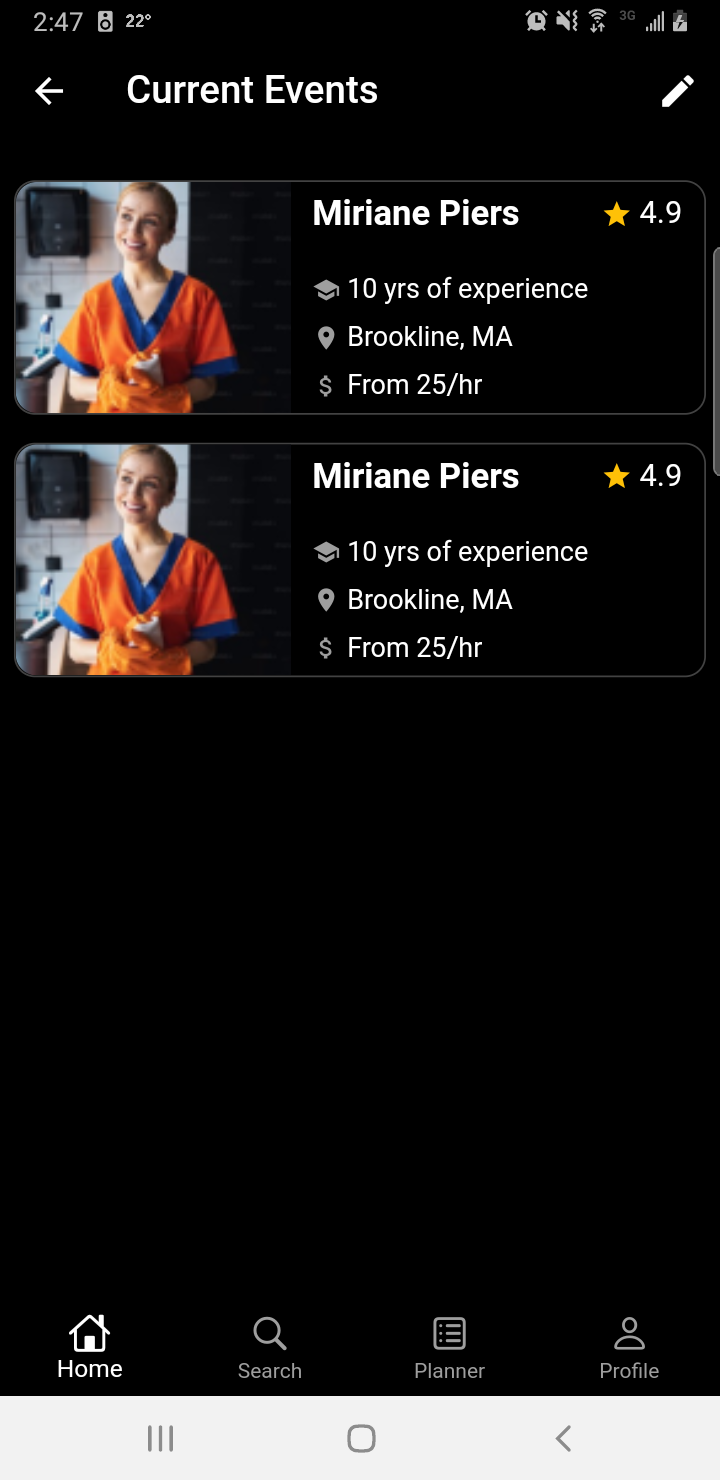 2:47 22°
3G
Current Events
Miriane Piers
4.9
10 yrs of experience
Brookline, MA
From 25/hr
Miriane Piers
4.9
10 yrs of experience
Brookline, MA
From 25/hr
Home
Search
Planner
Profile